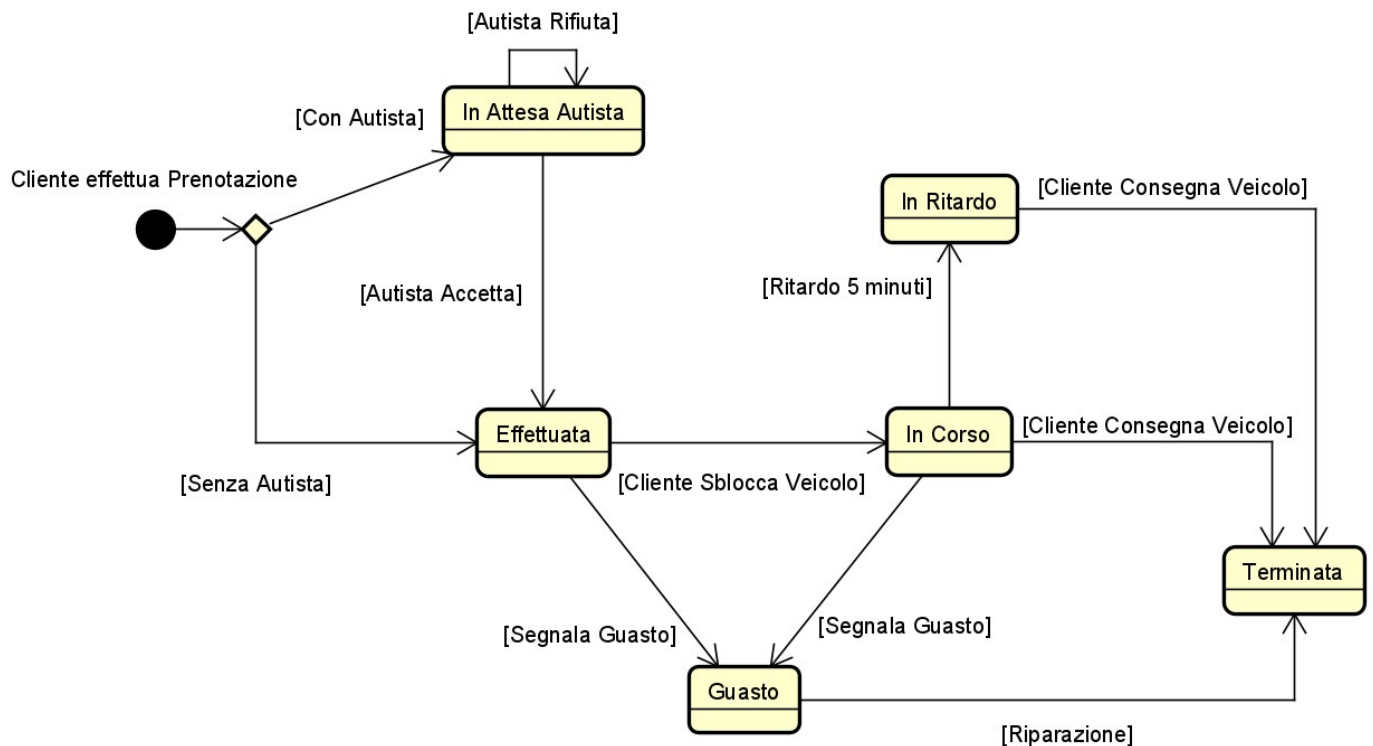 [Autista Rifiuta]
In Attesa Autista
[Con Autista]
Cliente effettua Prenotazione
In Ritardo
[Cliente Consegna Veicolo]
[Autista Accetta]
[Ritardo 5 minuti]
Effettuata
In Corso
[Cliente Consegna Veicolo]
[Senza Autista]
[Cliente Sblocca Veicolo]
Terminata
[Segnala Guasto]
[Segnala Guasto]
Guasto
[Riparazione]